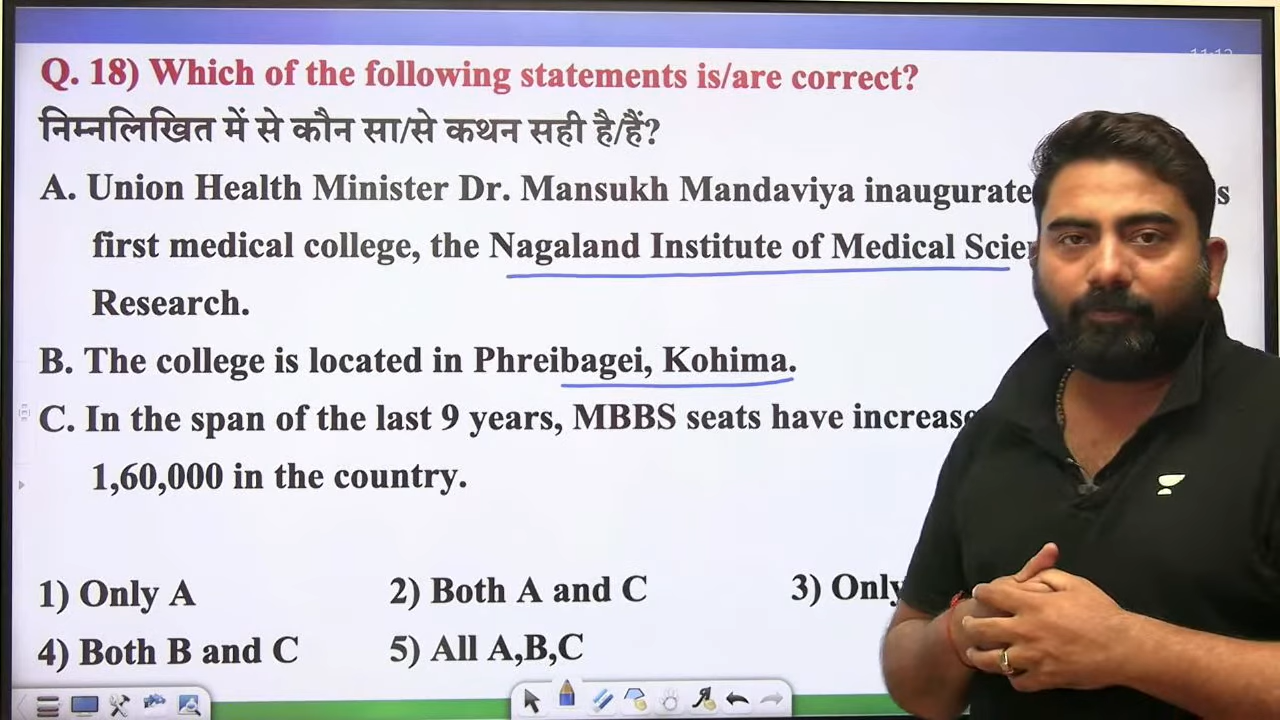 Q. 18) Which of the following statements is/are correct?
निम्नलिखित में से कौन सा/से कथन सही है/हैं?
A. Union Health Minister Dr. Mansukh Mandaviya inaugurate s
first medical college, the Nagaland Institute of Medical
Research.
B. The college is located in Phreibagei, Kohima.
C. In the span of the last 9 years, MBBS seats have increase
1,60,000 in the country.
1) Only A 2) Both A and C 3) Only
4) Both B and C 5) All A,B,C